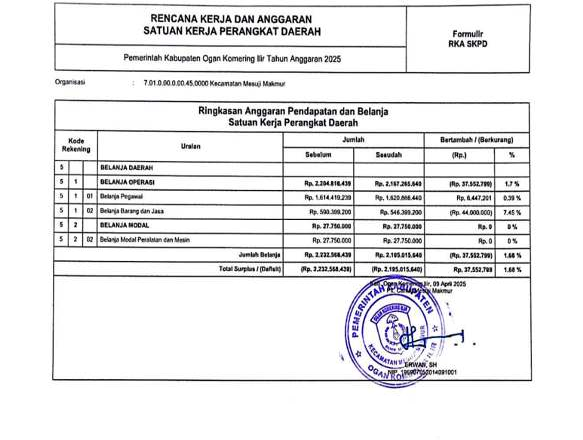 RENCANA KERJA DAN ANGGARAN
SATUAN KERJA PERANGKAT DAERAH
Formulir
RKA SKPD
Pemerintah Kabupaten Ogan Komering Ilir Tahun Anggaran 2025
Organisasi : 7.01.0.00.0.00.45.0000 Kecamatan Mesuji Makmur
Ringkasan Anggaran Pendapatan dan Belanja
Satuan Kerja Perangkat Daerah
Kode Rekening Uraian Jumlah Bertambah / (Berkurang)
Sebelum Sesudah (Rp.) %
5 BELANJA DAERAH
5 1 BELANJA OPERASI Rp. 2.204.818.439 Rp. 2.167.265.640 (Rp. 37.552.799) 1.7 %
5 1 01 Belanja Pegawai Rp. 1.614.419.239 Rp. 1.620.866.440 Rp. 6.447.201 0.39 %
5 1 02 Belanja Barang dan Jasa Rp. 590.399.200 Rp. 546.399.200 (Rp. 44.000.000) 7.45 %
5 2 BELANJA MODAL Rp. 27.750.000 Rp. 27.750.000 Rp. 0 0 %
5 2 02 Belanja Modal Peralatan dan Mesin Rp. 27.750.000 Rp. 27.750.000 Rp. 0 0 %
Jumlah Belanja Rp. 2.232.568.439 Rp. 2.195.015.640 (Rp. 37.552.799) 1.68 %
Total Surplus / (Defisit) (Rp. 2.232.568.439) (Rp. 2.195.015.640) Rp. 37.552.799 1.68 %
Ogan Komering Ilir, 09 April 2025
Makmur
PEMERINTAH KABUPATEN
KECAMATAN
OGAN
ERWAN, SH
NIP.